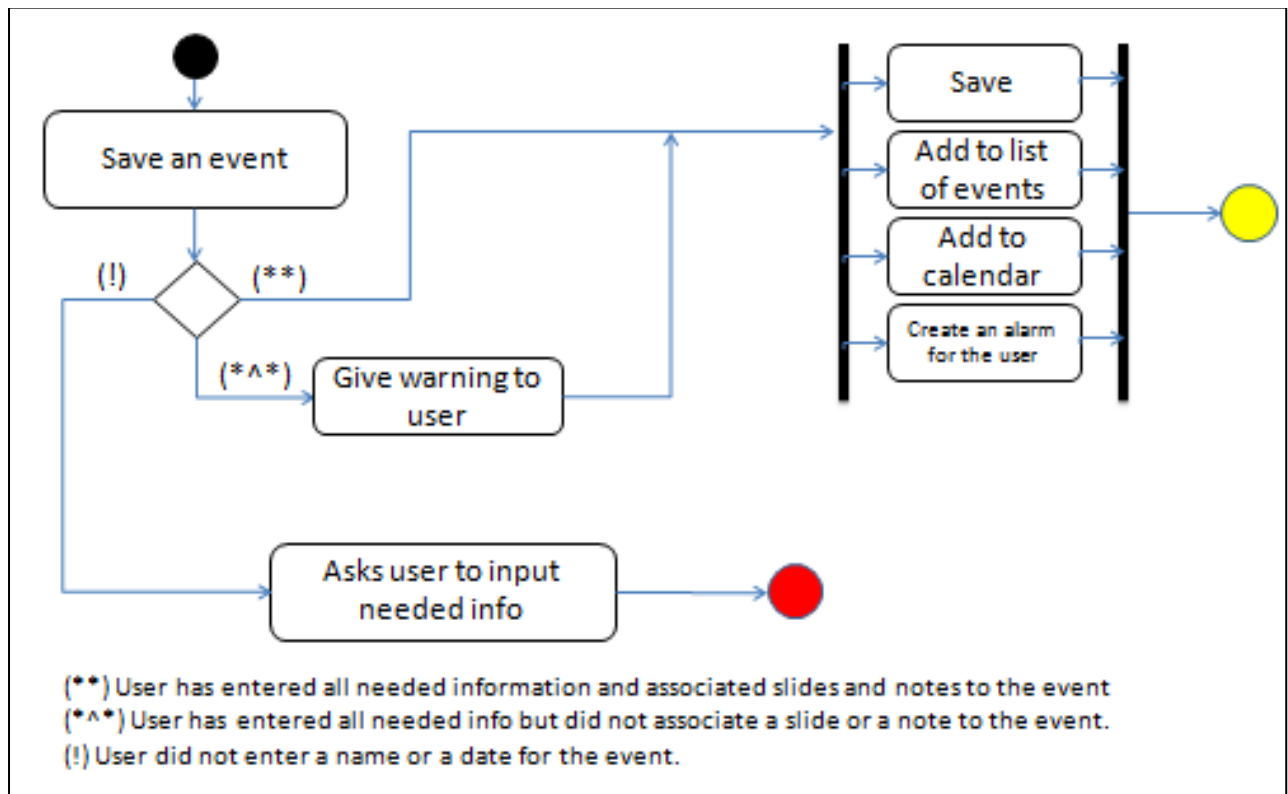 Save an event
(!)
(**)
(*^*)
Give warning to
user
Save
Add to list
of events
Add to
calendar
Create an alarm
for the user
Asks user to input
needed info
(**) User has entered all needed information and associated slides and notes to the event
(*^*) User has entered all needed info but did not associate a slide or a note to the event.
(!) User did not enter a name or a date for the event.